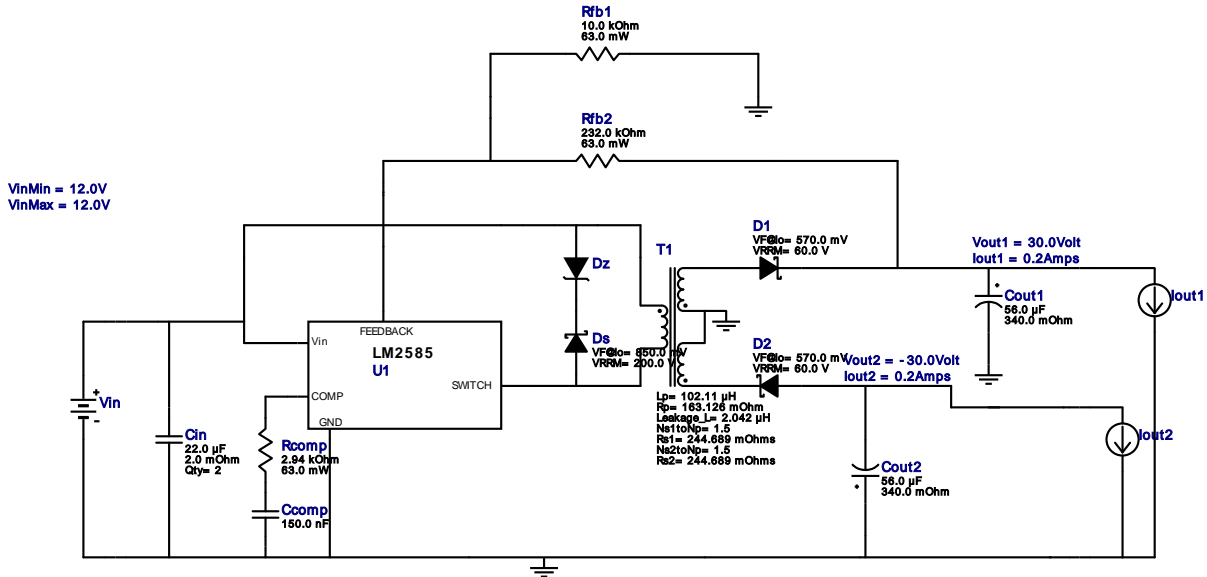 Rfb1
10.0 kOhm
63.0 mW
Rfb2
232.0 kOhm
63.0 mW
VinMin = 12.0V
VinMax = 12.0V
D1
VF@Io= 570.0 mV
VRRM= 60.0 V
T1
Vout1 = 30.0Volt
Iout1 = 0.2Amps
Dz
Cout1
56.0 µF
340.0 mOhm
Iout1
FEEDBACK
Vin
LM2585
U1
SWITCH
COMP
GND
Ds
VF@Io= 850.0 mV
VRRM= 200.0 V
D2
VF@Io= 570.0 mV
VRRM= 60.0 V
Vout2 = -30.0Volt
Iout2 = 0.2Amps
Lp= 102.11 µH
Rp= 163.126 mOhm
Leakage_L= 2.042 µH
Ns1toNp= 1.5
Rs1= 244.689 mOhms
Ns2toNp= 1.5
Rs2= 244.689 mOhms
+
Vin
-
Cin
22.0 µF
2.0 mOhm
Qty= 2
Rcomp
2.94 kOhm
63.0 mW
Ccomp
150.0 nF
Cout2
56.0 µF
340.0 mOhm
Iout2